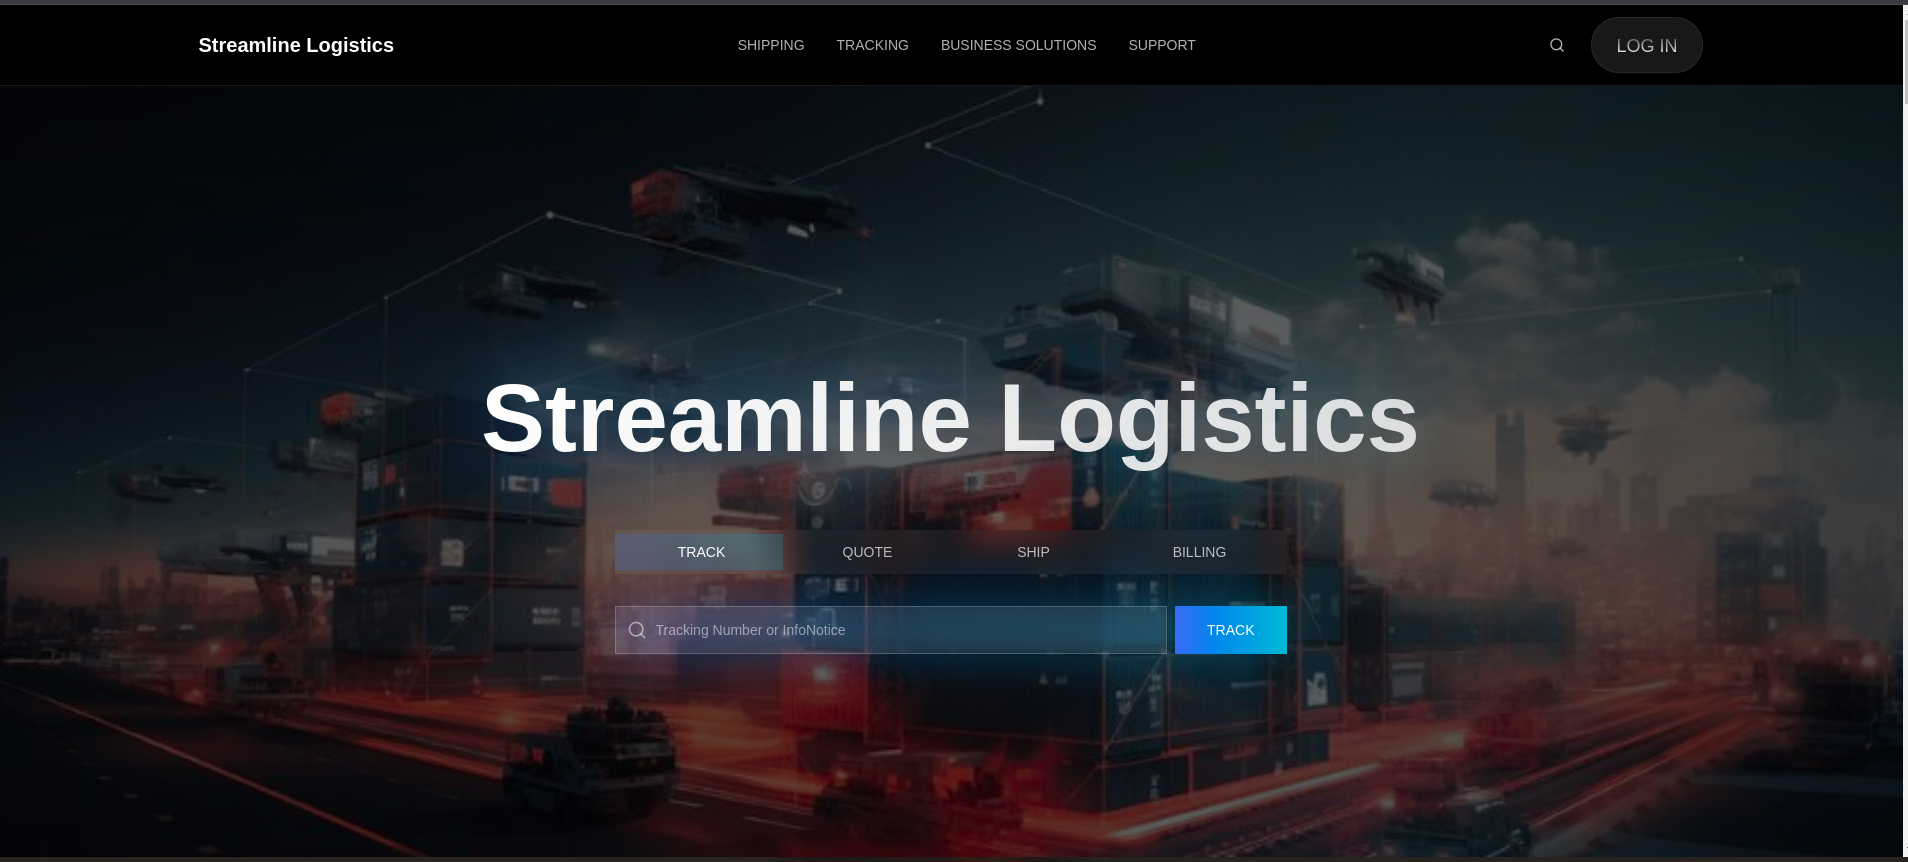 Streamline Logistics
SHIPPING TRACKING BUSINESS SOLUTIONS SUPPORT
LOG IN
Streamline Logistics
TRACK QUOTE SHIP BILLING
Tracking Number or InfoNotice
TRACK